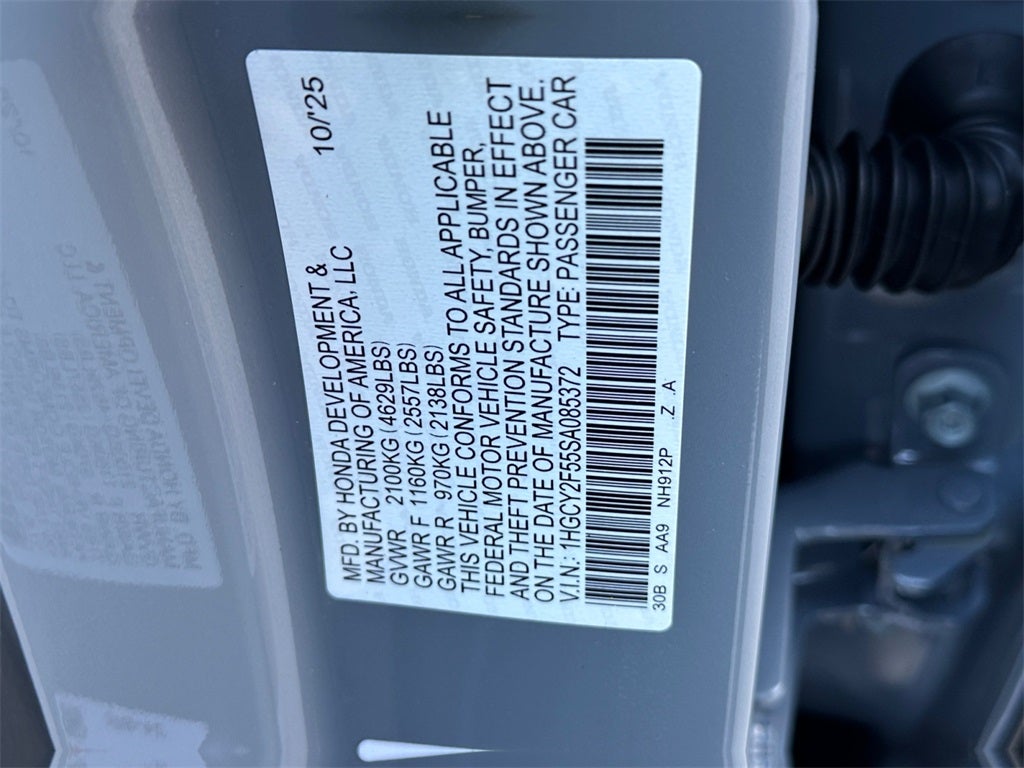 10/'25
MFD. BY HONDA DEVELOPMENT &
MANUFACTURING OF AMERICA, LLC
GVWR 2100KG (4629LBS)
GAWR F 1160KG (2557LBS)
GAWR R 970KG (2138LBS)
THIS VEHICLE CONFORMS TO ALL APPLICABLE
FEDERAL MOTOR VEHICLE SAFETY, BUMPER,
AND THEFT PREVENTION STANDARDS IN EFFECT
ON THE DATE OF MANUFACTURE SHOWN ABOVE.
V.I.N: 1HGCY2F55SA085372 TYPE: PASSENGER CAR
30B S AA9 NH912P .Z .A